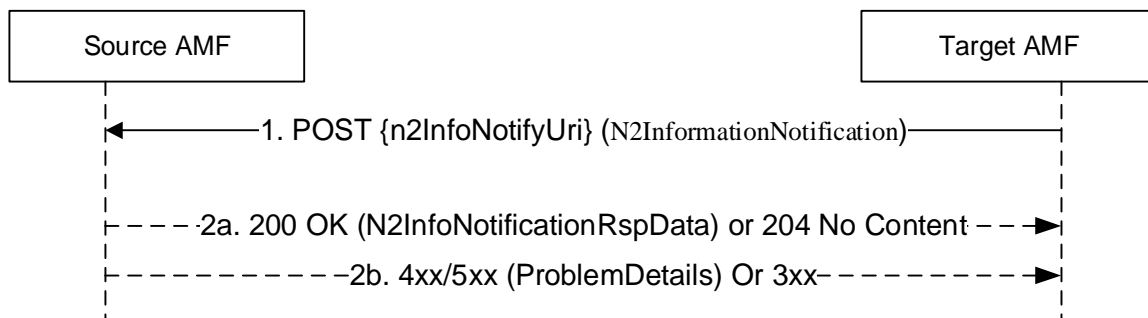 Source AMF
Target AMF
1. POST {n2InfoNotifyUri} (N2InformationNotification)
2a. 200 OK (N2InfoNotificationRspData) or 204 No Content
2b. 4xx/5xx (ProblemDetails) Or 3xx